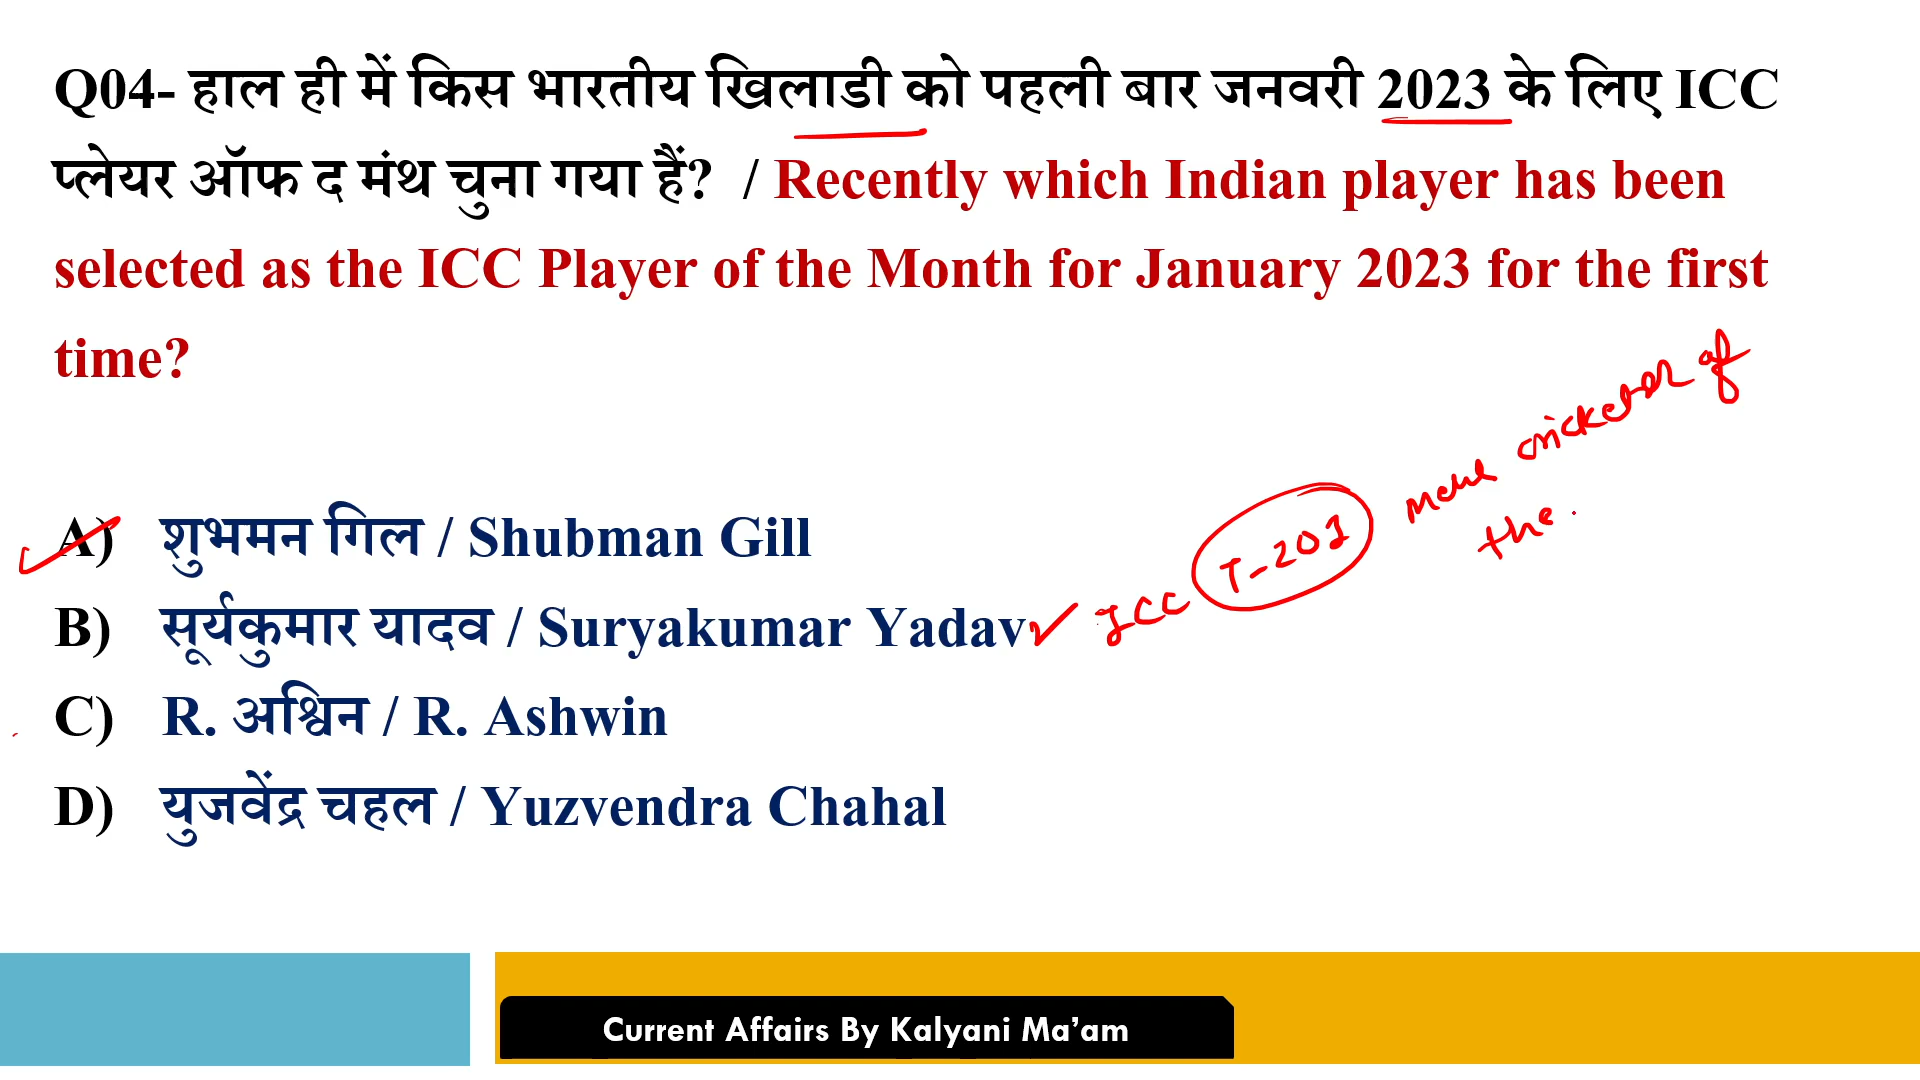 Q04- हाल ही में किस भारतीय खिलाडी को पहली बार जनवरी 2023 के लिए ICC
प्लेयर ऑफ द मंथ चुना गया हैं? / Recently which Indian player has been
selected as the ICC Player of the Month for January 2023 for the first
time?
A) शुभमन गिल / Shubman Gill
B) सूर्यकुमार यादव / Suryakumar Yadav
ICC T-20I mens cricketer of
the
C) R. अश्विन / R. Ashwin
D) युजवेंद्र चहल / Yuzvendra Chahal
Current Affairs By Kalyani Ma’am